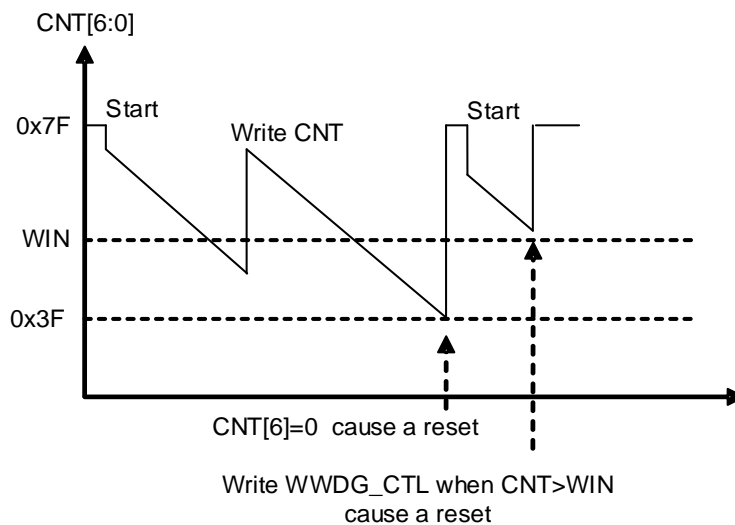 CNT[6:0]
0x7F
Start
Write CNT
Start
WIN
0x3F
CNT[6]=0 cause a reset
Write WWDG_CTL when CNT>WIN
cause a reset